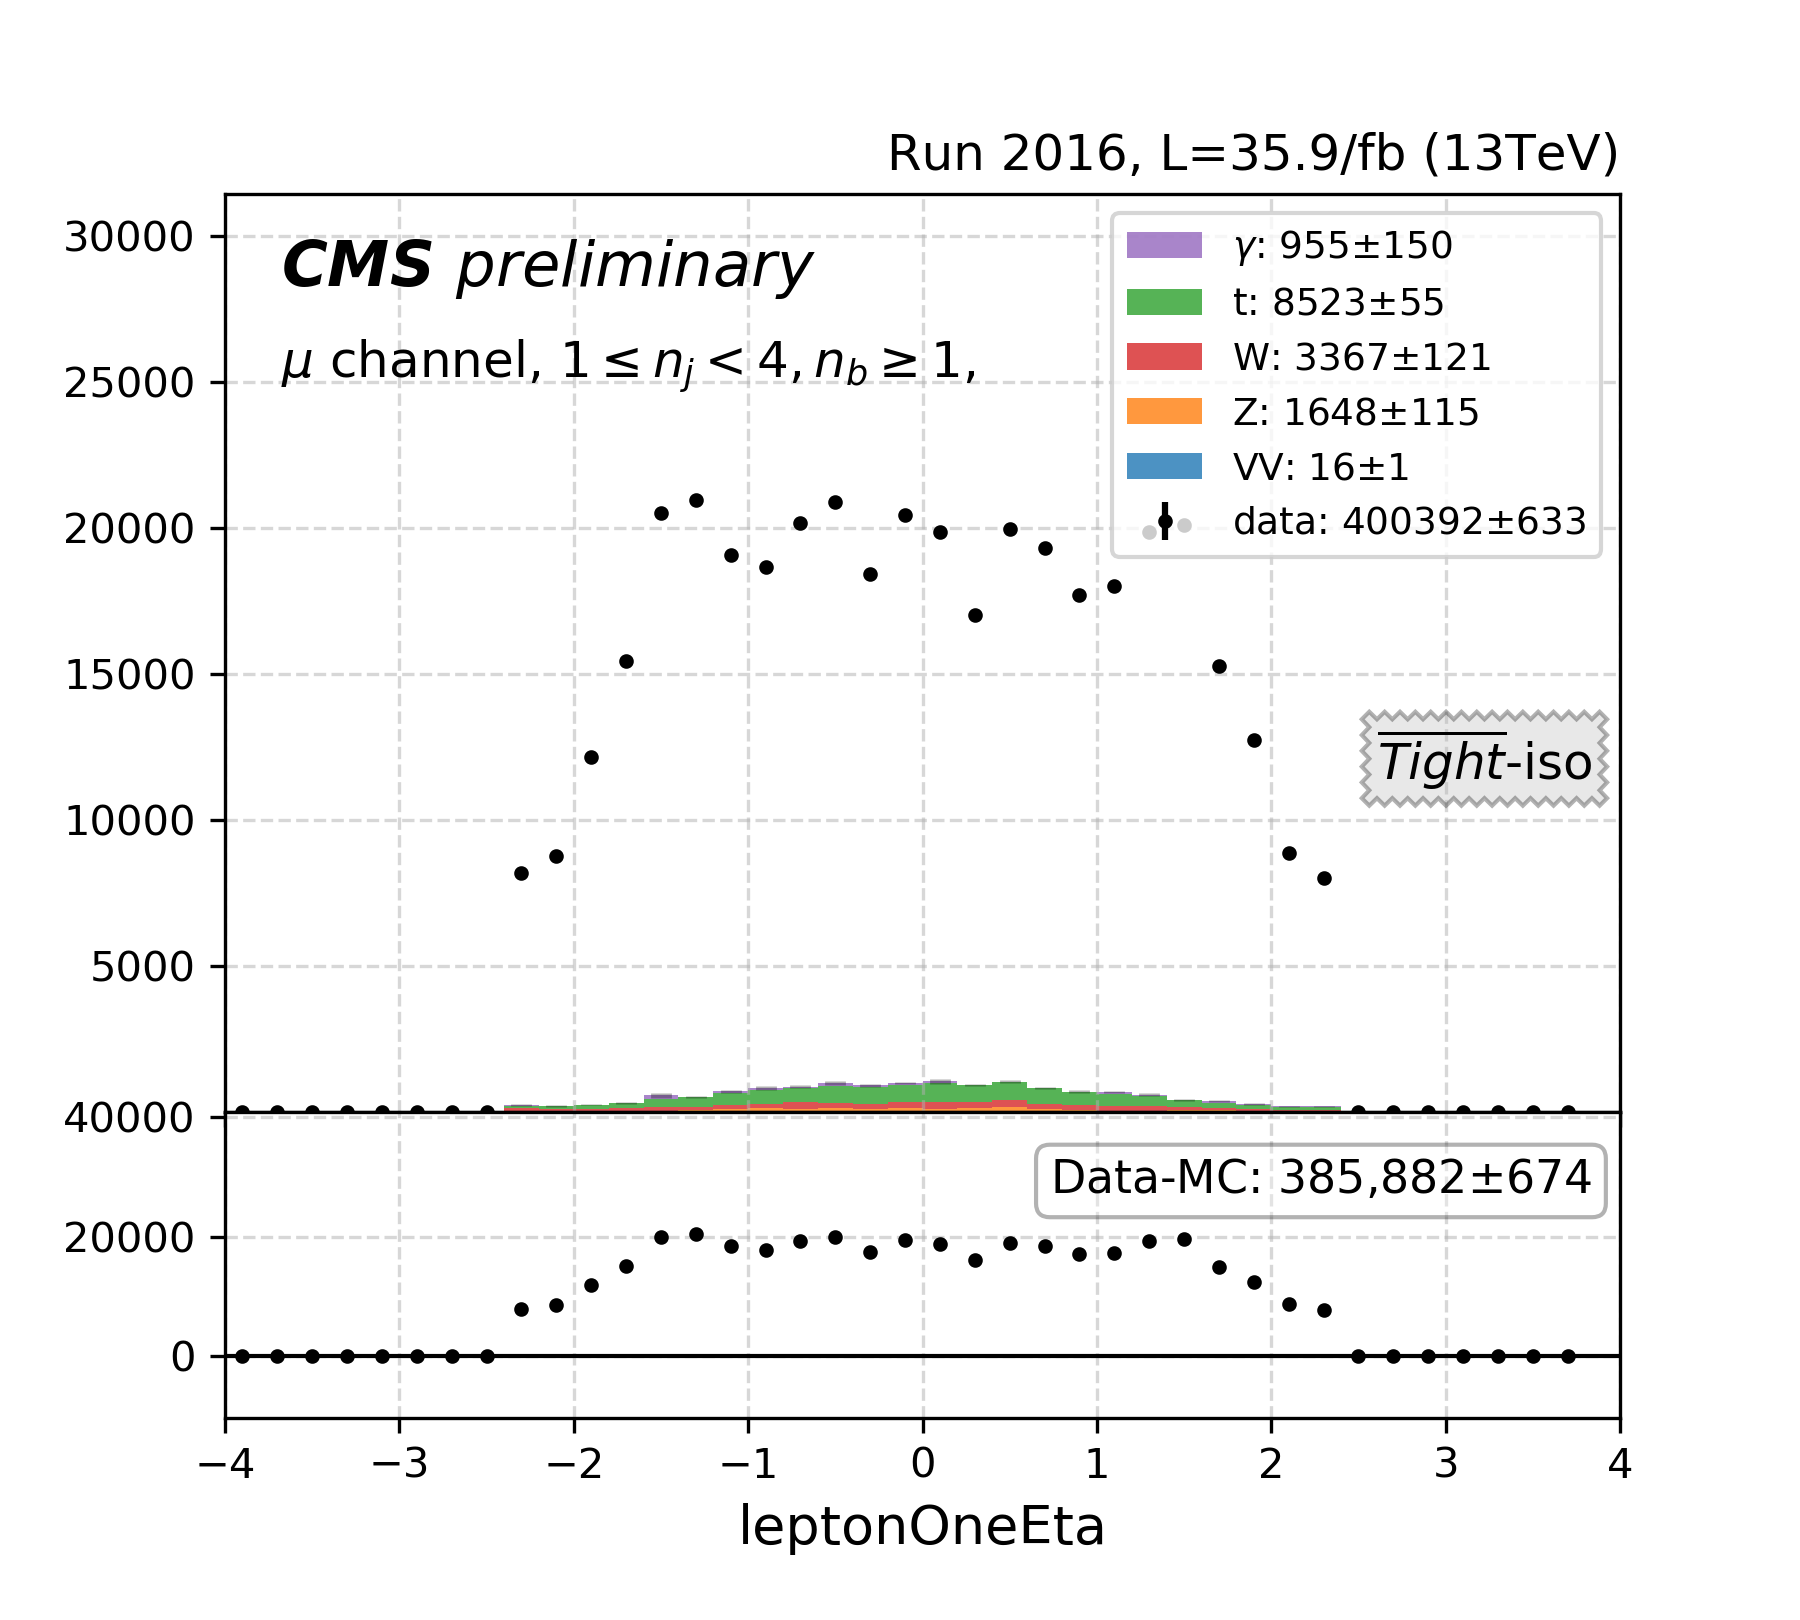 Run 2016, L=35.9/fb (13TeV)
CMS preliminary
μ channel, 1 ≤ n_j < 4, n_b ≥ 1,
γ: 955±150
t: 8523±55
W: 3367±121
Z: 1648±115
VV: 16±1
data: 400392±633
30000
25000
20000
15000
10000
5000
T̅i̅g̅h̅t̅-iso
40000
20000
0
Data-MC: 385,882±674
−4 −3 −2 −1 0 1 2 3 4
leptonOneEta